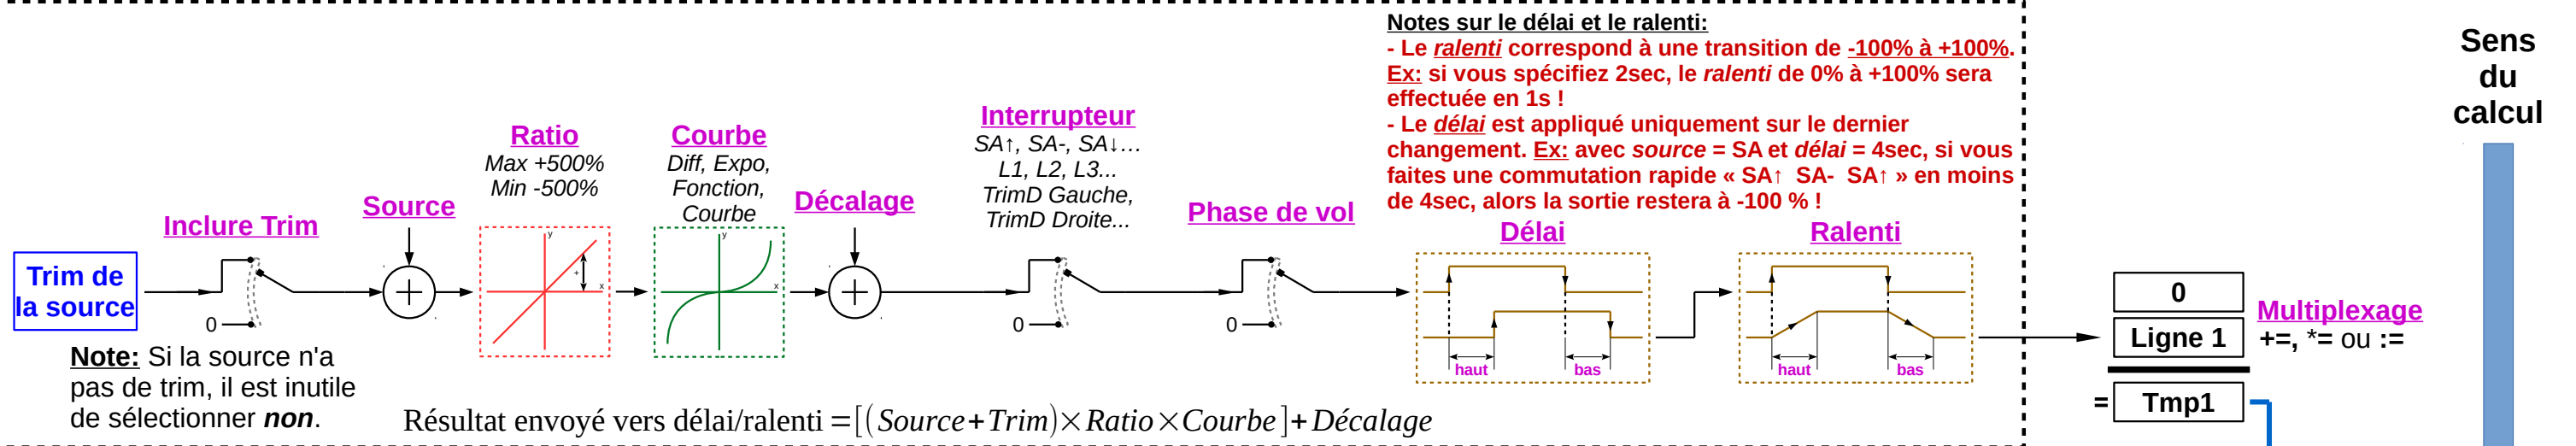 Notes sur le délai et le ralenti:
- Le ralenti correspond à une transition de -100% à +100%.
Ex: si vous spécifiez 2sec, le ralenti de 0% à +100% sera
effectuée en 1s !
- Le délai est appliqué uniquement sur le dernier
changement. Ex: avec source = SA et délai = 4sec, si vous
faites une commutation rapide « SA↑ SA- SA↑ » en moins
de 4sec, alors la sortie restera à -100 % !
Sens
du
calcul
Inclure Trim
Source
Ratio
Max +500%
Min -500%
Courbe
Diff, Expo,
Fonction,
Courbe
Décalage
Interrupteur
SA↑, SA-, SA↓...
L1, L2, L3...
TrimD Gauche,
TrimD Droite...
Phase de vol
Délai
Ralenti
Trim de
la source
0
y
x
+
y
x
0
0
haut
bas
haut
bas
0
Ligne 1
Multiplexage
+=, *= ou :=
= Tmp1
Note: Si la source n'a
pas de trim, il est inutile
de sélectionner non.
Résultat envoyé vers délai/ralenti =[(Source+Trim)×Ratio×Courbe]+Décalage